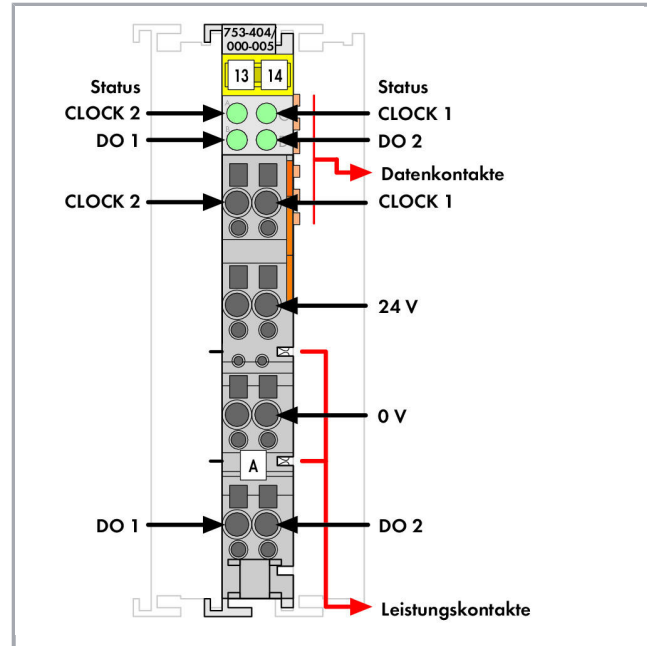 753-404/
000-005
13 14
Status Status
CLOCK 2 CLOCK 1
DO 1 DO 2
Datenkontakte
CLOCK 2 CLOCK 1
24 V
0 V
A
DO 1 DO 2
Leistungskontakte